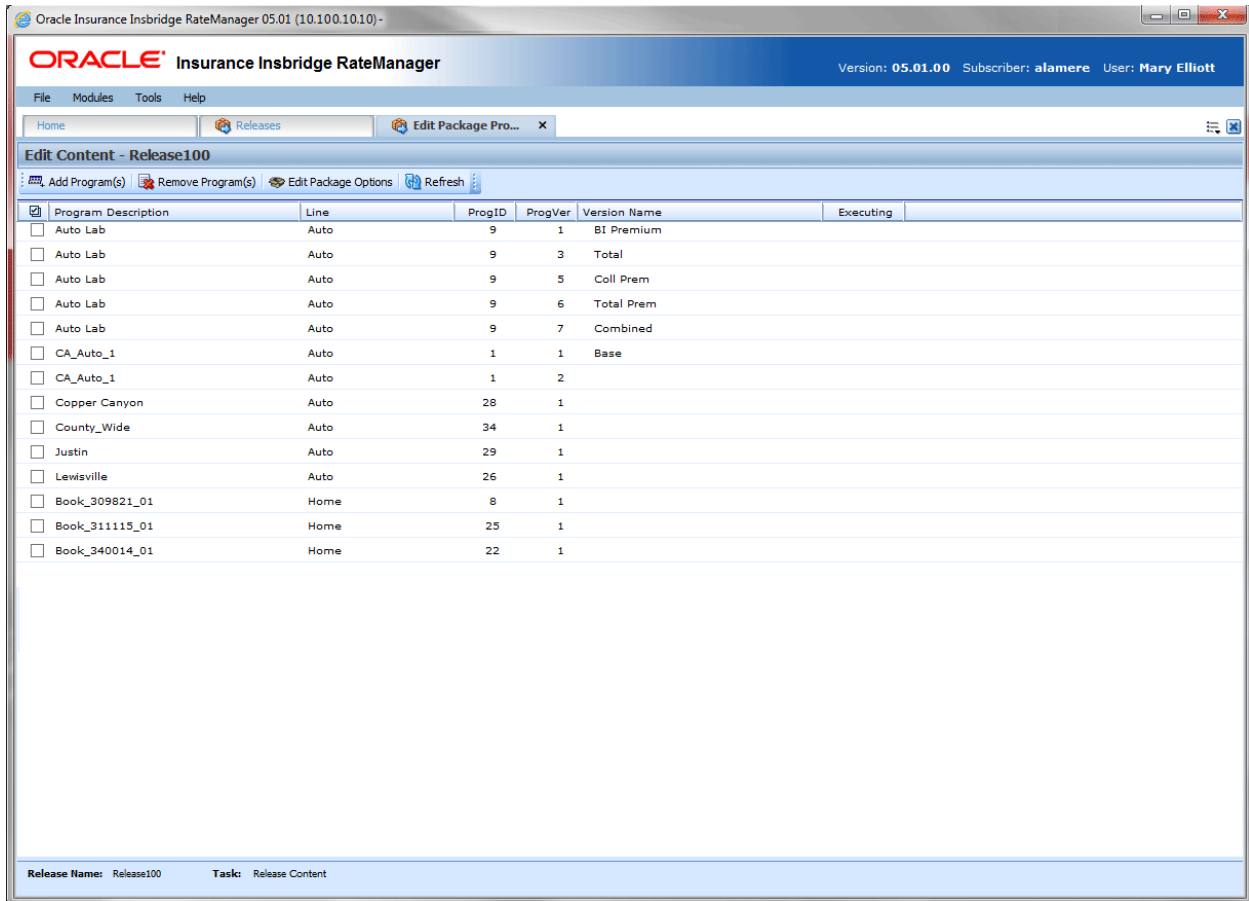 Oracle Insurance Insbridge RateManager 05.01 (10.100.10.10) -
ORACLE® Insurance Insbridge RateManager
Version: 05.01.00 Subscriber: alamere User: Mary Elliott
File Modules Tools Help
Home Releases Edit Package Pro... x
Edit Content - Release100
Add Program(s) Remove Program(s) Edit Package Options Refresh
Program Description Line ProgID ProgVer Version Name Executing
Auto Lab Auto 9 1 BI Premium
Auto Lab Auto 9 3 Total
Auto Lab Auto 9 5 Coll Prem
Auto Lab Auto 9 6 Total Prem
Auto Lab Auto 9 7 Combined
CA_Auto_1 Auto 1 1 Base
CA_Auto_1 Auto 1 2
Copper Canyon Auto 28 1
County_Wide Auto 34 1
Justin Auto 29 1
Lewisville Auto 26 1
Book_309821_01 Home 8 1
Book_311115_01 Home 25 1
Book_340014_01 Home 22 1
Release Name: Release100 Task: Release Content